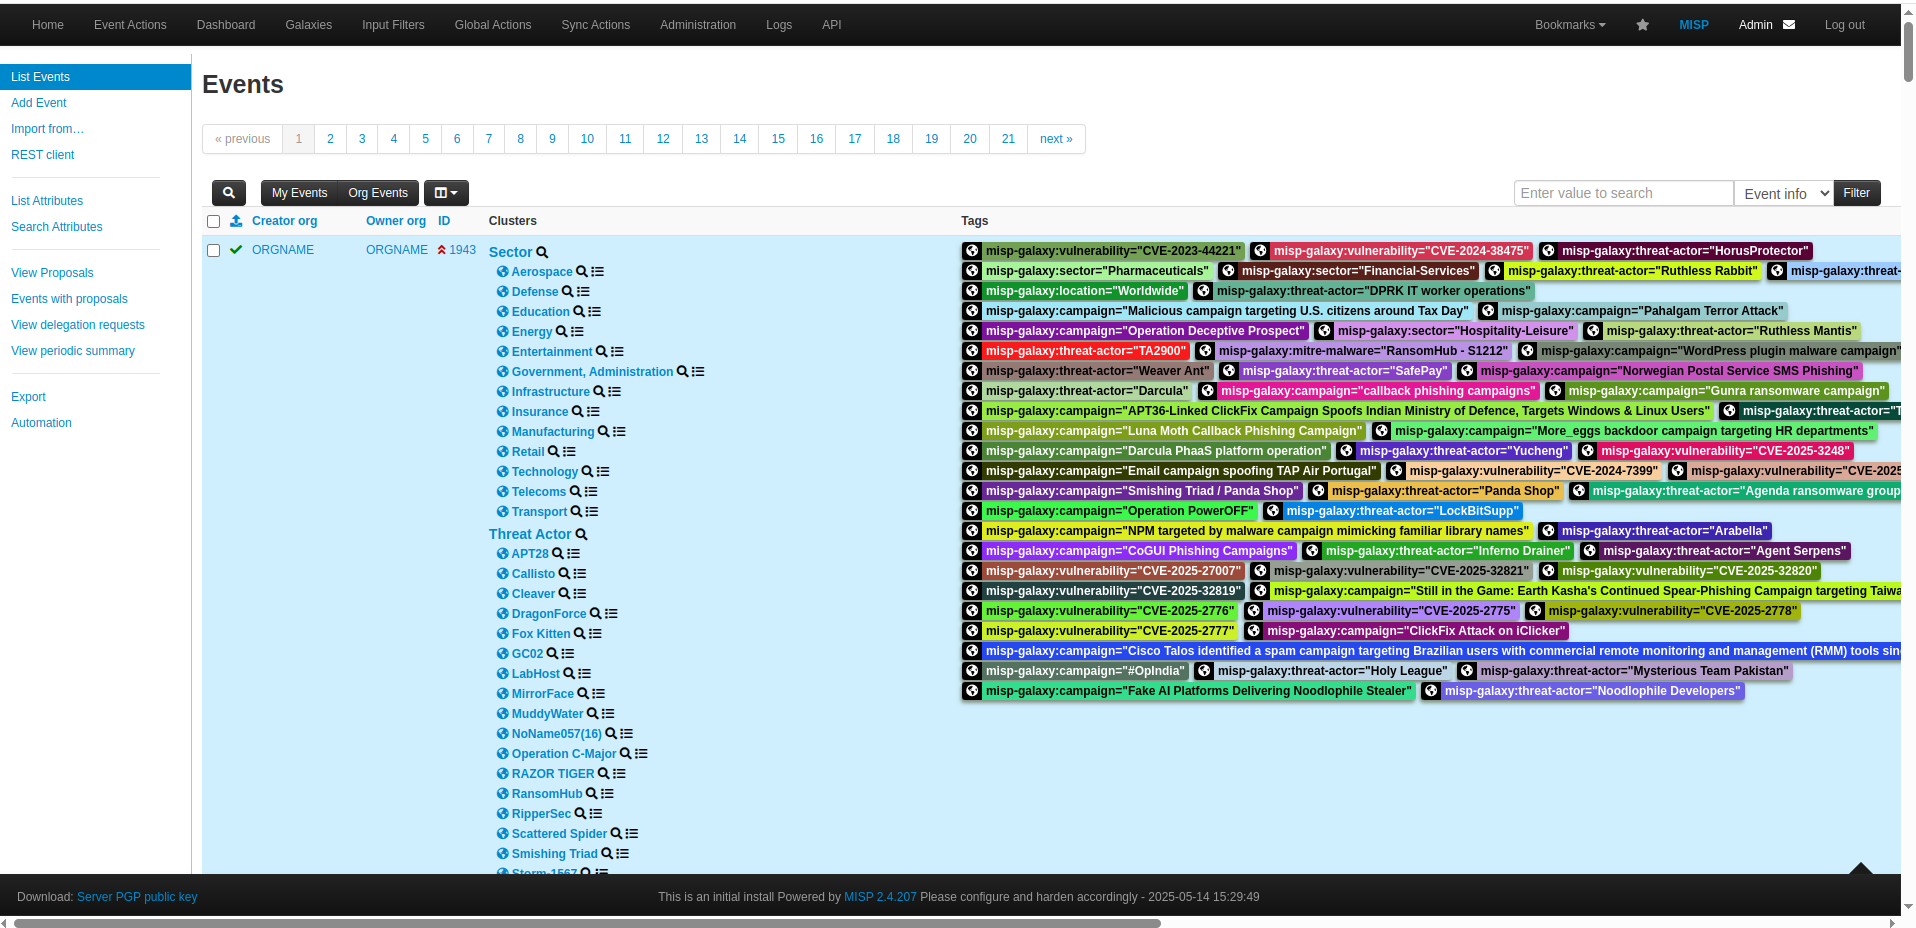 Home Event Actions Dashboard Galaxies Input Filters Global Actions Sync Actions Administration Logs API Bookmarks MISP Admin Log out
List Events
Add Event
Import from…
REST client
List Attributes
Search Attributes
View Proposals
Events with proposals
View delegation requests
View periodic summary
Export
Automation
Events
« previous 1 2 3 4 5 6 7 8 9 10 11 12 13 14 15 16 17 18 19 20 21 next »
My Events Org Events Enter value to search Event info Filter
Creator org Owner org ID Clusters Tags
ORGNAME ORGNAME 1943
Sector
Aerospace
Defense
Education
Energy
Entertainment
Government, Administration
Infrastructure
Insurance
Manufacturing
Retail
Technology
Telecoms
Transport
Threat Actor
APT28
Callisto
Cleaver
DragonForce
Fox Kitten
GC02
LabHost
MirrorFace
MuddyWater
NoName057(16)
Operation C-Major
RAZOR TIGER
RansomHub
RipperSec
Scattered Spider
Smishing Triad
Storm-1567
misp-galaxy:vulnerability="CVE-2023-44221" misp-galaxy:vulnerability="CVE-2024-38475" misp-galaxy:threat-actor="HorusProtector"
misp-galaxy:sector="Pharmaceuticals" misp-galaxy:sector="Financial-Services" misp-galaxy:threat-actor="Ruthless Rabbit" misp-galaxy:threat-
misp-galaxy:location="Worldwide" misp-galaxy:threat-actor="DPRK IT worker operations"
misp-galaxy:campaign="Malicious campaign targeting U.S. citizens around Tax Day" misp-galaxy:campaign="Pahalgam Terror Attack"
misp-galaxy:campaign="Operation Deceptive Prospect" misp-galaxy:sector="Hospitality-Leisure" misp-galaxy:threat-actor="Ruthless Mantis"
misp-galaxy:threat-actor="TA2900" misp-galaxy:mitre-malware="RansomHub - S1212" misp-galaxy:campaign="WordPress plugin malware campaign"
misp-galaxy:threat-actor="Weaver Ant" misp-galaxy:threat-actor="SafePay" misp-galaxy:campaign="Norwegian Postal Service SMS Phishing"
misp-galaxy:threat-actor="Darcula" misp-galaxy:campaign="callback phishing campaigns" misp-galaxy:campaign="Gunra ransomware campaign"
misp-galaxy:campaign="APT36-Linked ClickFix Campaign Spoofs Indian Ministry of Defence, Targets Windows & Linux Users" misp-galaxy:threat-actor="T
misp-galaxy:campaign="Luna Moth Callback Phishing Campaign" misp-galaxy:campaign="More_eggs backdoor campaign targeting HR departments"
misp-galaxy:campaign="Darcula PhaaS platform operation" misp-galaxy:threat-actor="Yucheng" misp-galaxy:vulnerability="CVE-2025-3248"
misp-galaxy:campaign="Email campaign spoofing TAP Air Portugal" misp-galaxy:vulnerability="CVE-2024-7399" misp-galaxy:vulnerability="CVE-2025
misp-galaxy:campaign="Smishing Triad / Panda Shop" misp-galaxy:threat-actor="Panda Shop" misp-galaxy:threat-actor="Agenda ransomware group
misp-galaxy:campaign="Operation PowerOFF" misp-galaxy:threat-actor="LockBitSupp"
misp-galaxy:campaign="NPM targeted by malware campaign mimicking familiar library names" misp-galaxy:threat-actor="Arabella"
misp-galaxy:campaign="CoGUI Phishing Campaigns" misp-galaxy:threat-actor="Inferno Drainer" misp-galaxy:threat-actor="Agent Serpens"
misp-galaxy:vulnerability="CVE-2025-27007" misp-galaxy:vulnerability="CVE-2025-32821" misp-galaxy:vulnerability="CVE-2025-32820"
misp-galaxy:vulnerability="CVE-2025-32819" misp-galaxy:campaign="Still in the Game: Earth Kasha's Continued Spear-Phishing Campaign targeting Taiwa
misp-galaxy:vulnerability="CVE-2025-2776" misp-galaxy:vulnerability="CVE-2025-2775" misp-galaxy:vulnerability="CVE-2025-2778"
misp-galaxy:vulnerability="CVE-2025-2777" misp-galaxy:campaign="ClickFix Attack on iClicker"
misp-galaxy:campaign="Cisco Talos identified a spam campaign targeting Brazilian users with commercial remote monitoring and management (RMM) tools sin
misp-galaxy:campaign="#OpIndia" misp-galaxy:threat-actor="Holy League" misp-galaxy:threat-actor="Mysterious Team Pakistan"
misp-galaxy:campaign="Fake AI Platforms Delivering Noodlophile Stealer" misp-galaxy:threat-actor="Noodlophile Developers"
Download: Server PGP public key This is an initial install Powered by MISP 2.4.207 Please configure and harden accordingly - 2025-05-14 15:29:49